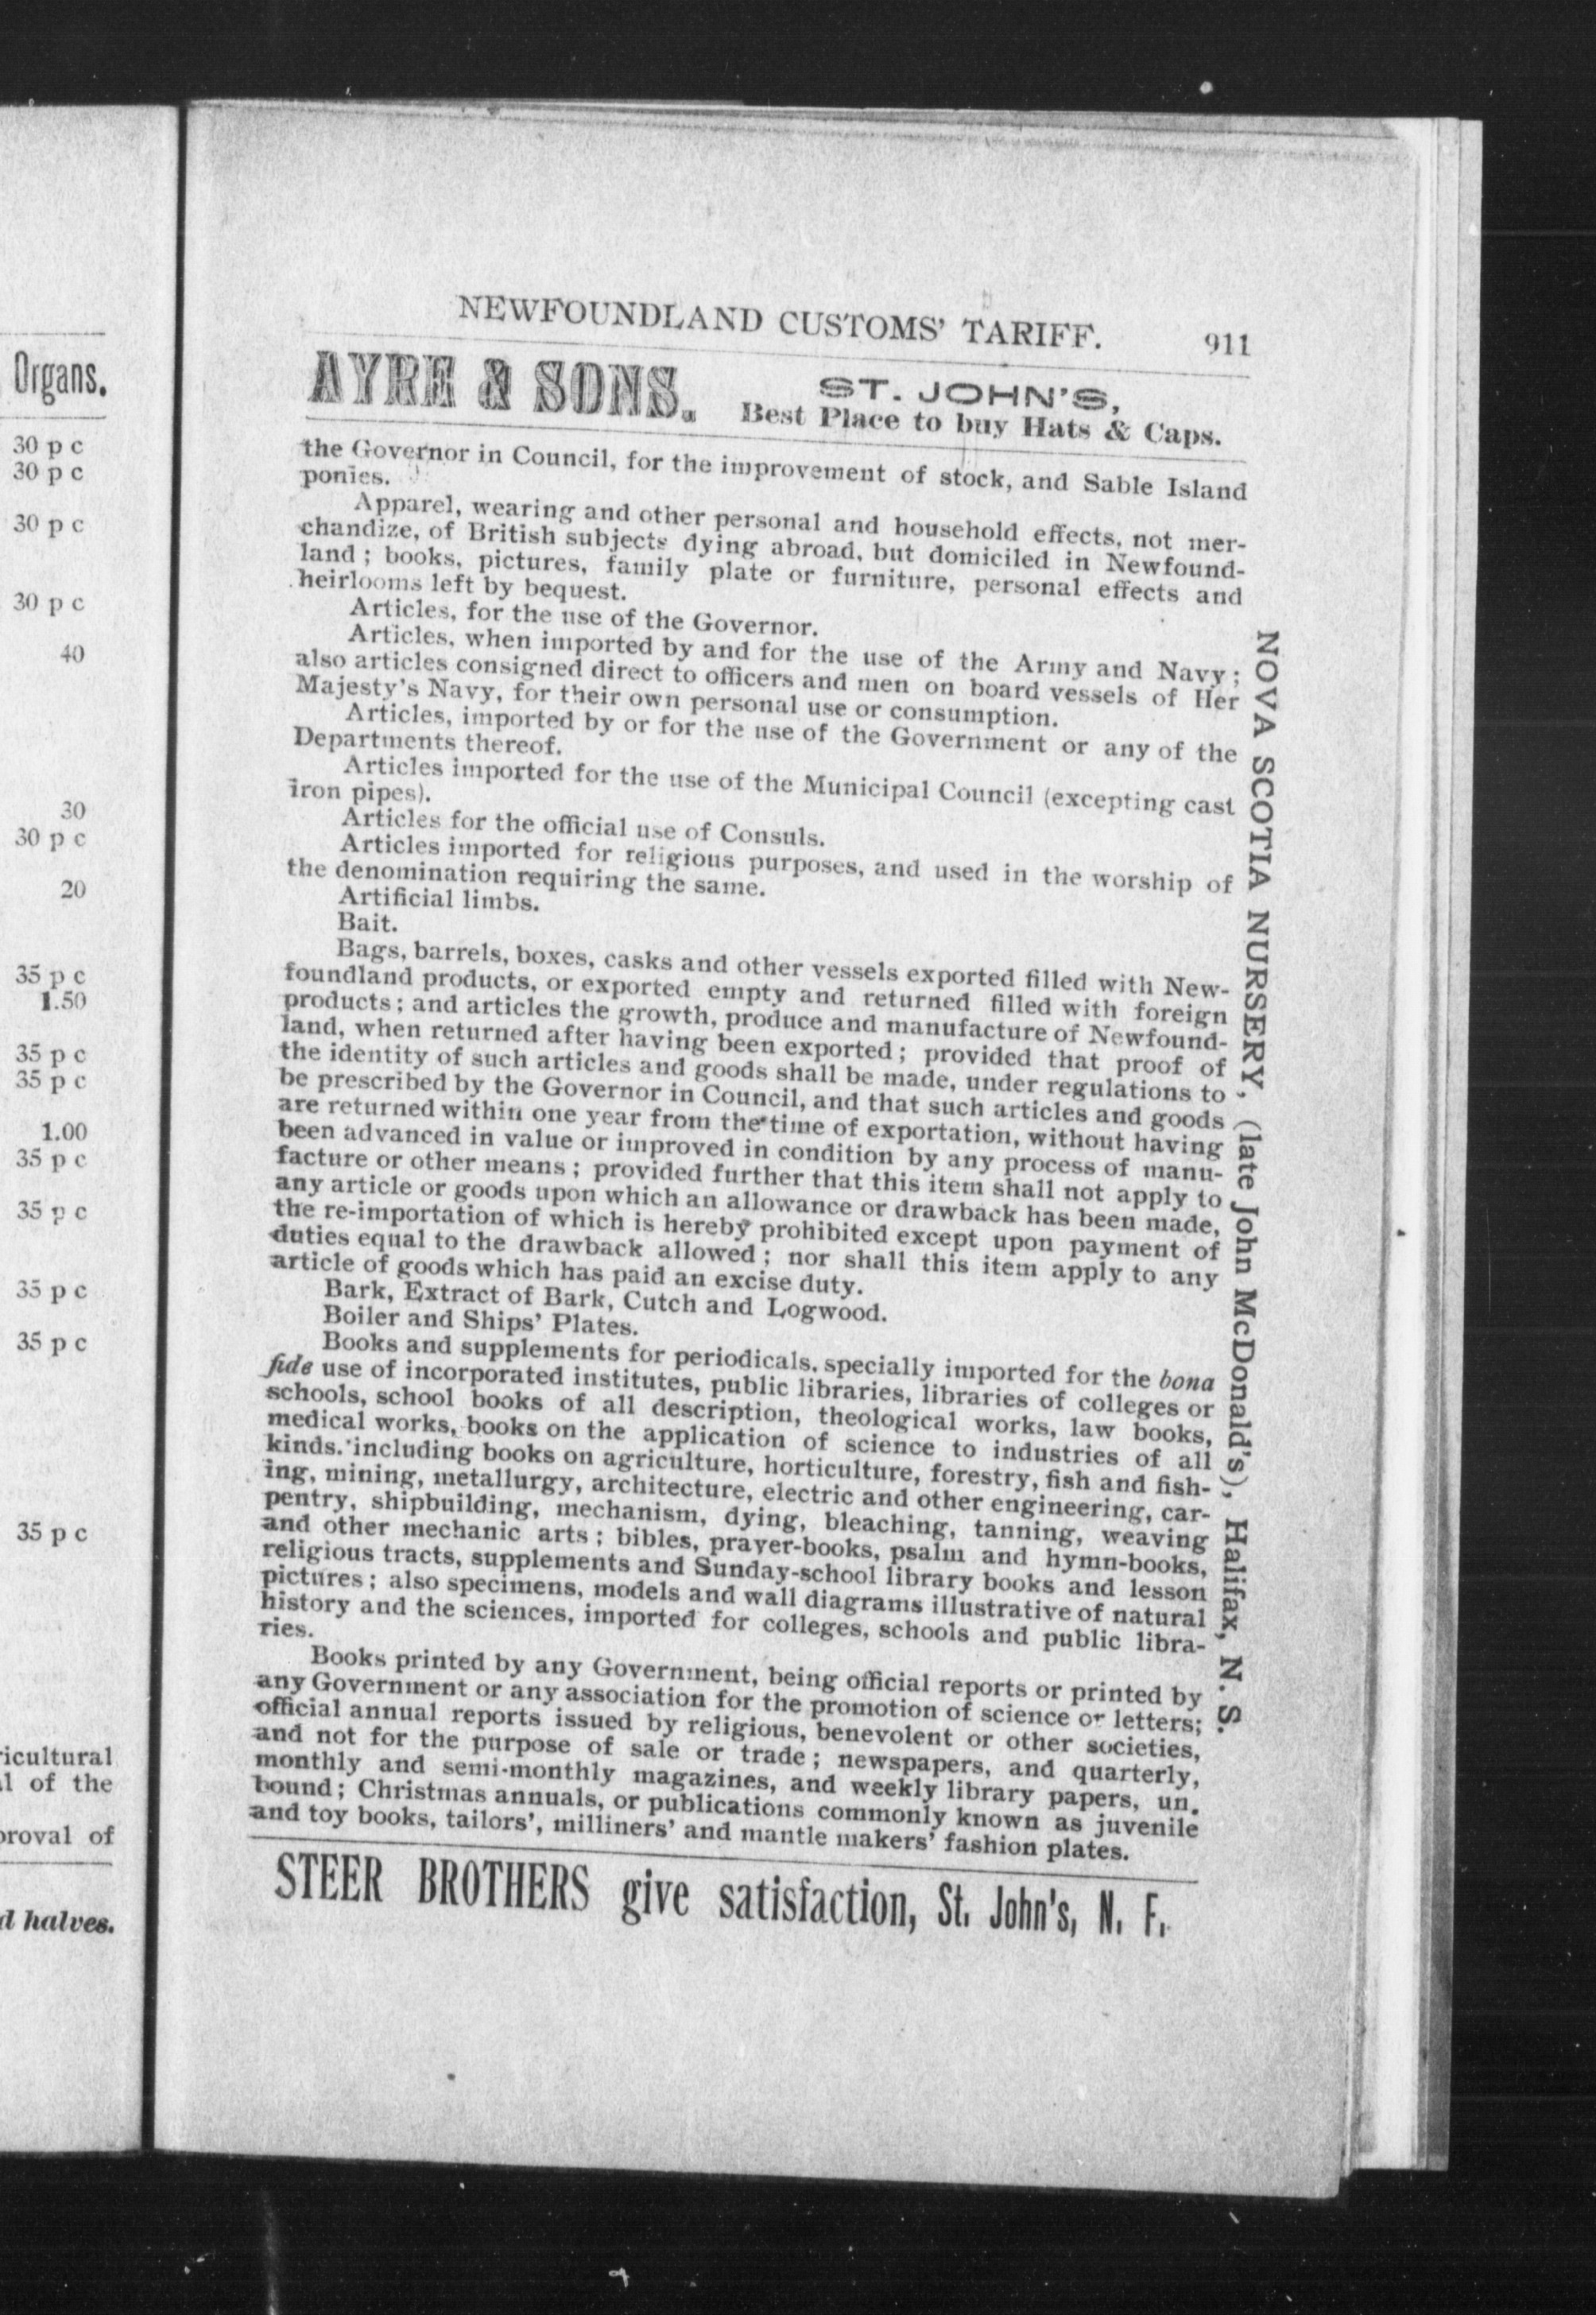 Organs.
30 p c
30 p c
30 p c
30 p c
40
30
30 p c
20
35 p c
1.50
35 p c
35 p c
1.00
35 p c
35 p c
35 p c
35 p c
35 p c
icultural
l of the
proval of
d halves.
NEWFOUNDLAND CUSTOMS' TARIFF. 911
AYRE & SONS. ST. JOHN'S,
Best Place to buy Hats & Caps.
the Governor in Council, for the improvement of stock, and Sable Island
ponies.
Apparel, wearing and other personal and household effects, not mer-
chandize, of British subjects dying abroad, but domiciled in Newfound-
land; books, pictures, family plate or furniture, personal effects and
heirlooms left by bequest.
Articles, for the use of the Governor.
Articles, when imported by and for the use of the Army and Navy;
also articles consigned direct to officers and men on board vessels of Her
Majesty's Navy, for their own personal use or consumption.
Articles, imported by or for the use of the Government or any of the
Departments thereof.
Articles imported for the use of the Municipal Council (excepting cast
iron pipes).
Articles for the official use of Consuls.
Articles imported for religious purposes, and used in the worship of
the denomination requiring the same.
Artificial limbs.
Bait.
Bags, barrels, boxes, casks and other vessels exported filled with New-
foundland products, or exported empty and returned filled with foreign
products; and articles the growth, produce and manufacture of Newfound-
land, when returned after having been exported; provided that proof of
the identity of such articles and goods shall be made, under regulations to
be prescribed by the Governor in Council, and that such articles and goods
are returned within one year from the time of exportation, without having
been advanced in value or improved in condition by any process of manu-
facture or other means; provided further that this item shall not apply to
any article or goods upon which an allowance or drawback has been made,
the re-importation of which is hereby prohibited except upon payment of
duties equal to the drawback allowed; nor shall this item apply to any
article of goods which has paid an excise duty.
Bark, Extract of Bark, Cutch and Logwood.
Boiler and Ships' Plates.
Books and supplements for periodicals, specially imported for the bona
fide use of incorporated institutes, public libraries, libraries of colleges or
schools, school books of all description, theological works, law books,
medical works, books on the application of science to industries of all
kinds. including books on agriculture, horticulture, forestry, fish and fish-
ing, mining, metallurgy, architecture, electric and other engineering, car-
pentry, shipbuilding, mechanism, dying, bleaching, tanning, weaving
and other mechanic arts; bibles, prayer-books, psalm and hymn-books,
religious tracts, supplements and Sunday-school library books and lesson
pictures; also specimens, models and wall diagrams illustrative of natural
history and the sciences, imported for colleges, schools and public libra-
ries.
Books printed by any Government, being official reports or printed by
any Government or any association for the promotion of science or letters;
official annual reports issued by religious, benevolent or other societies,
and not for the purpose of sale or trade; newspapers, and quarterly,
monthly and semi-monthly magazines, and weekly library papers, un.
bound; Christmas annuals, or publications commonly known as juvenile
and toy books, tailors', milliners' and mantle makers' fashion plates.
STEER BROTHERS give satisfaction, St. John's, N. F.
NOVA SCOTIA NURSERY, (late John McDonald's), Halifax, N. S.